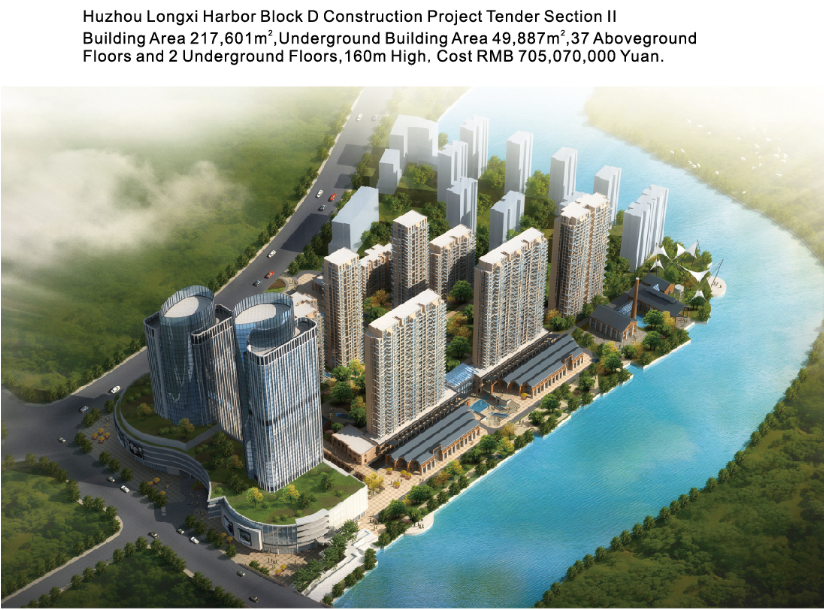 Huzhou Longxi Harbor Block D Construction Project Tender Section II
Building Area 217,601m²,Underground Building Area 49,887m²,37 Aboveground
Floors and 2 Underground Floors,160m High, Cost RMB 705,070,000 Yuan.